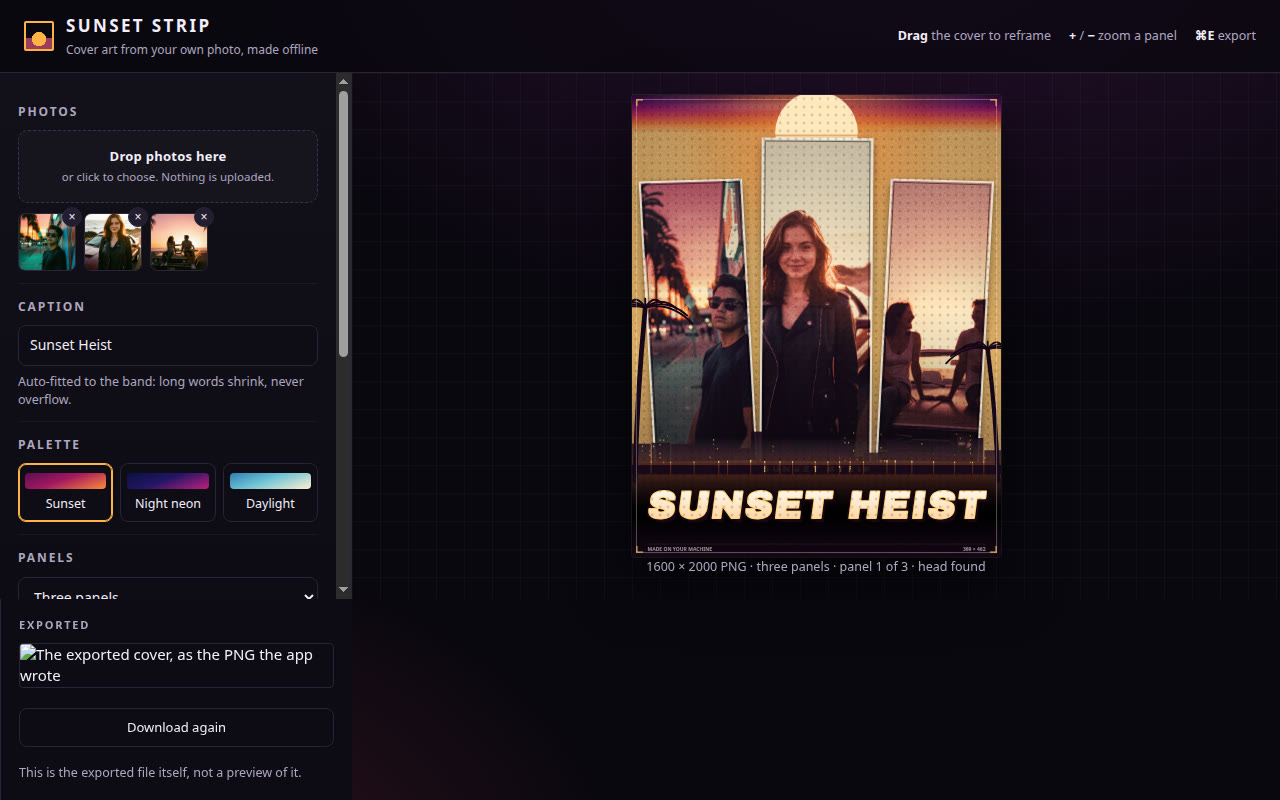 SUNSET STRIP
Cover art from your own photo, made offline
Drag the cover to reframe
+ / − zoom a panel
⌘E export
PHOTOS
Drop photos here
or click to choose. Nothing is uploaded.
×
×
×
CAPTION
Sunset Heist
Auto-fitted to the band: long words shrink, never
overflow.
PALETTE
Sunset
Night neon
Daylight
PANELS
Three panels
SUNSET HEIST
MADE ON YOUR MACHINE
369 × 462
1600 × 2000 PNG · three panels · panel 1 of 3 · head found
EXPORTED
The exported cover, as the PNG the app
wrote
Download again
This is the exported file itself, not a preview of it.